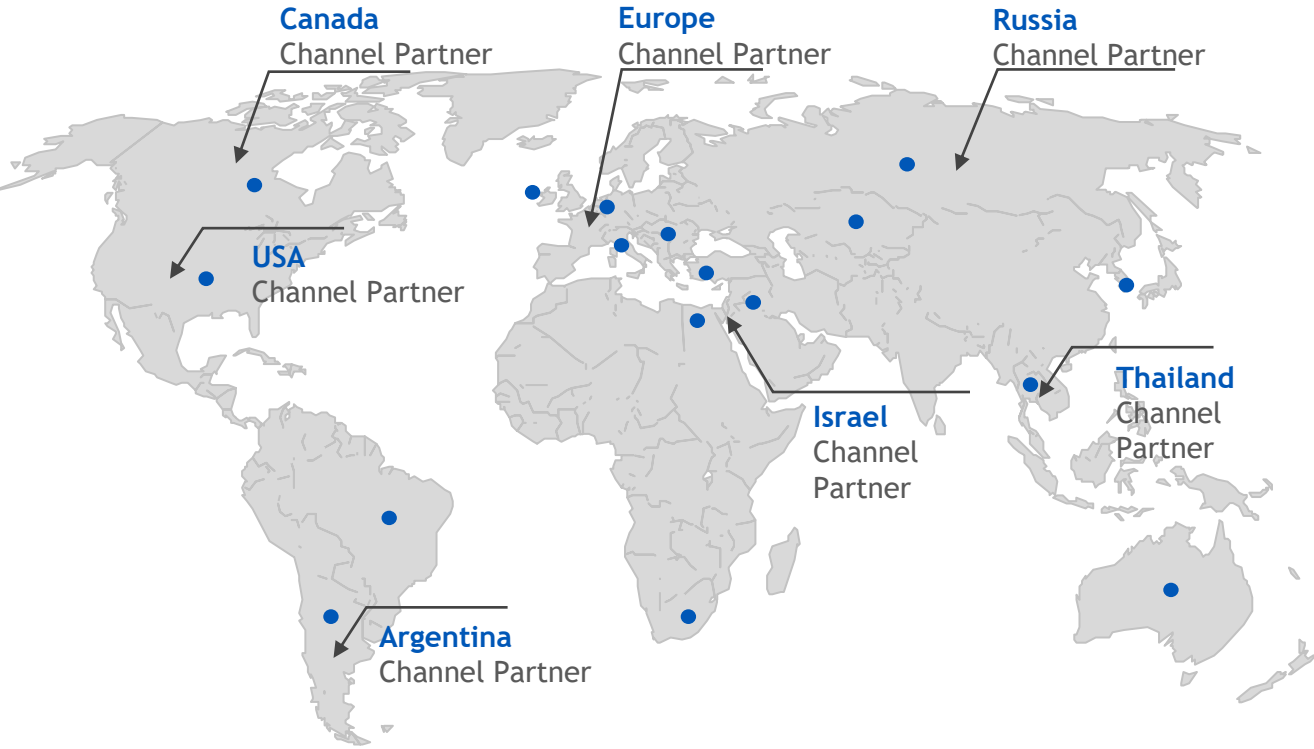 Canada
Channel Partner
Europe
Channel Partner
Russia
Channel Partner
USA
Channel Partner
Thailand
Channel
Partner
Israel
Channel
Partner
Argentina
Channel Partner